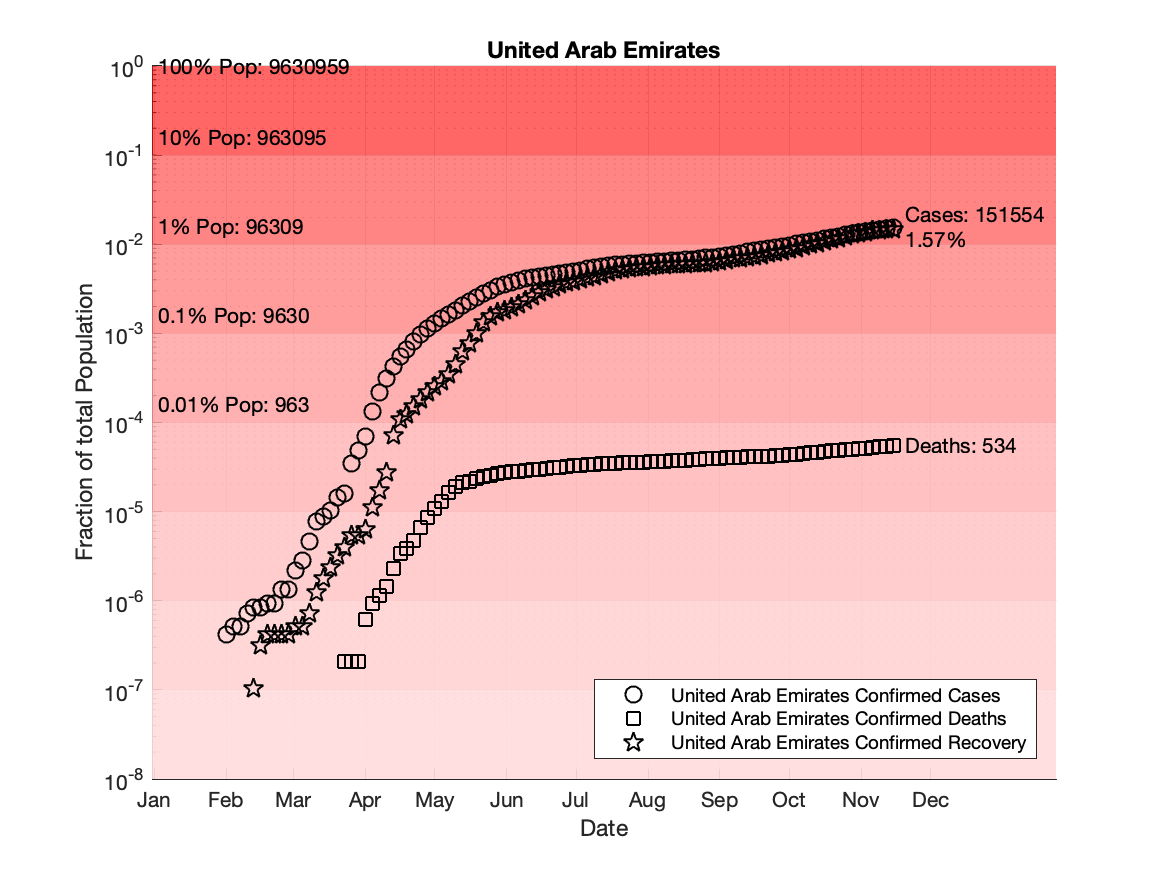 United Arab Emirates
10^0
100% Pop: 9630959
10% Pop: 963095
10^-1
1% Pop: 96309
Cases: 151554
1.57%
10^-2
0.1% Pop: 9630
10^-3
0.01% Pop: 963
10^-4
Deaths: 534
10^-5
10^-6
10^-7
10^-8
Fraction of total Population
United Arab Emirates Confirmed Cases
United Arab Emirates Confirmed Deaths
United Arab Emirates Confirmed Recovery
Jan Feb Mar Apr May Jun Jul Aug Sep Oct Nov Dec
Date